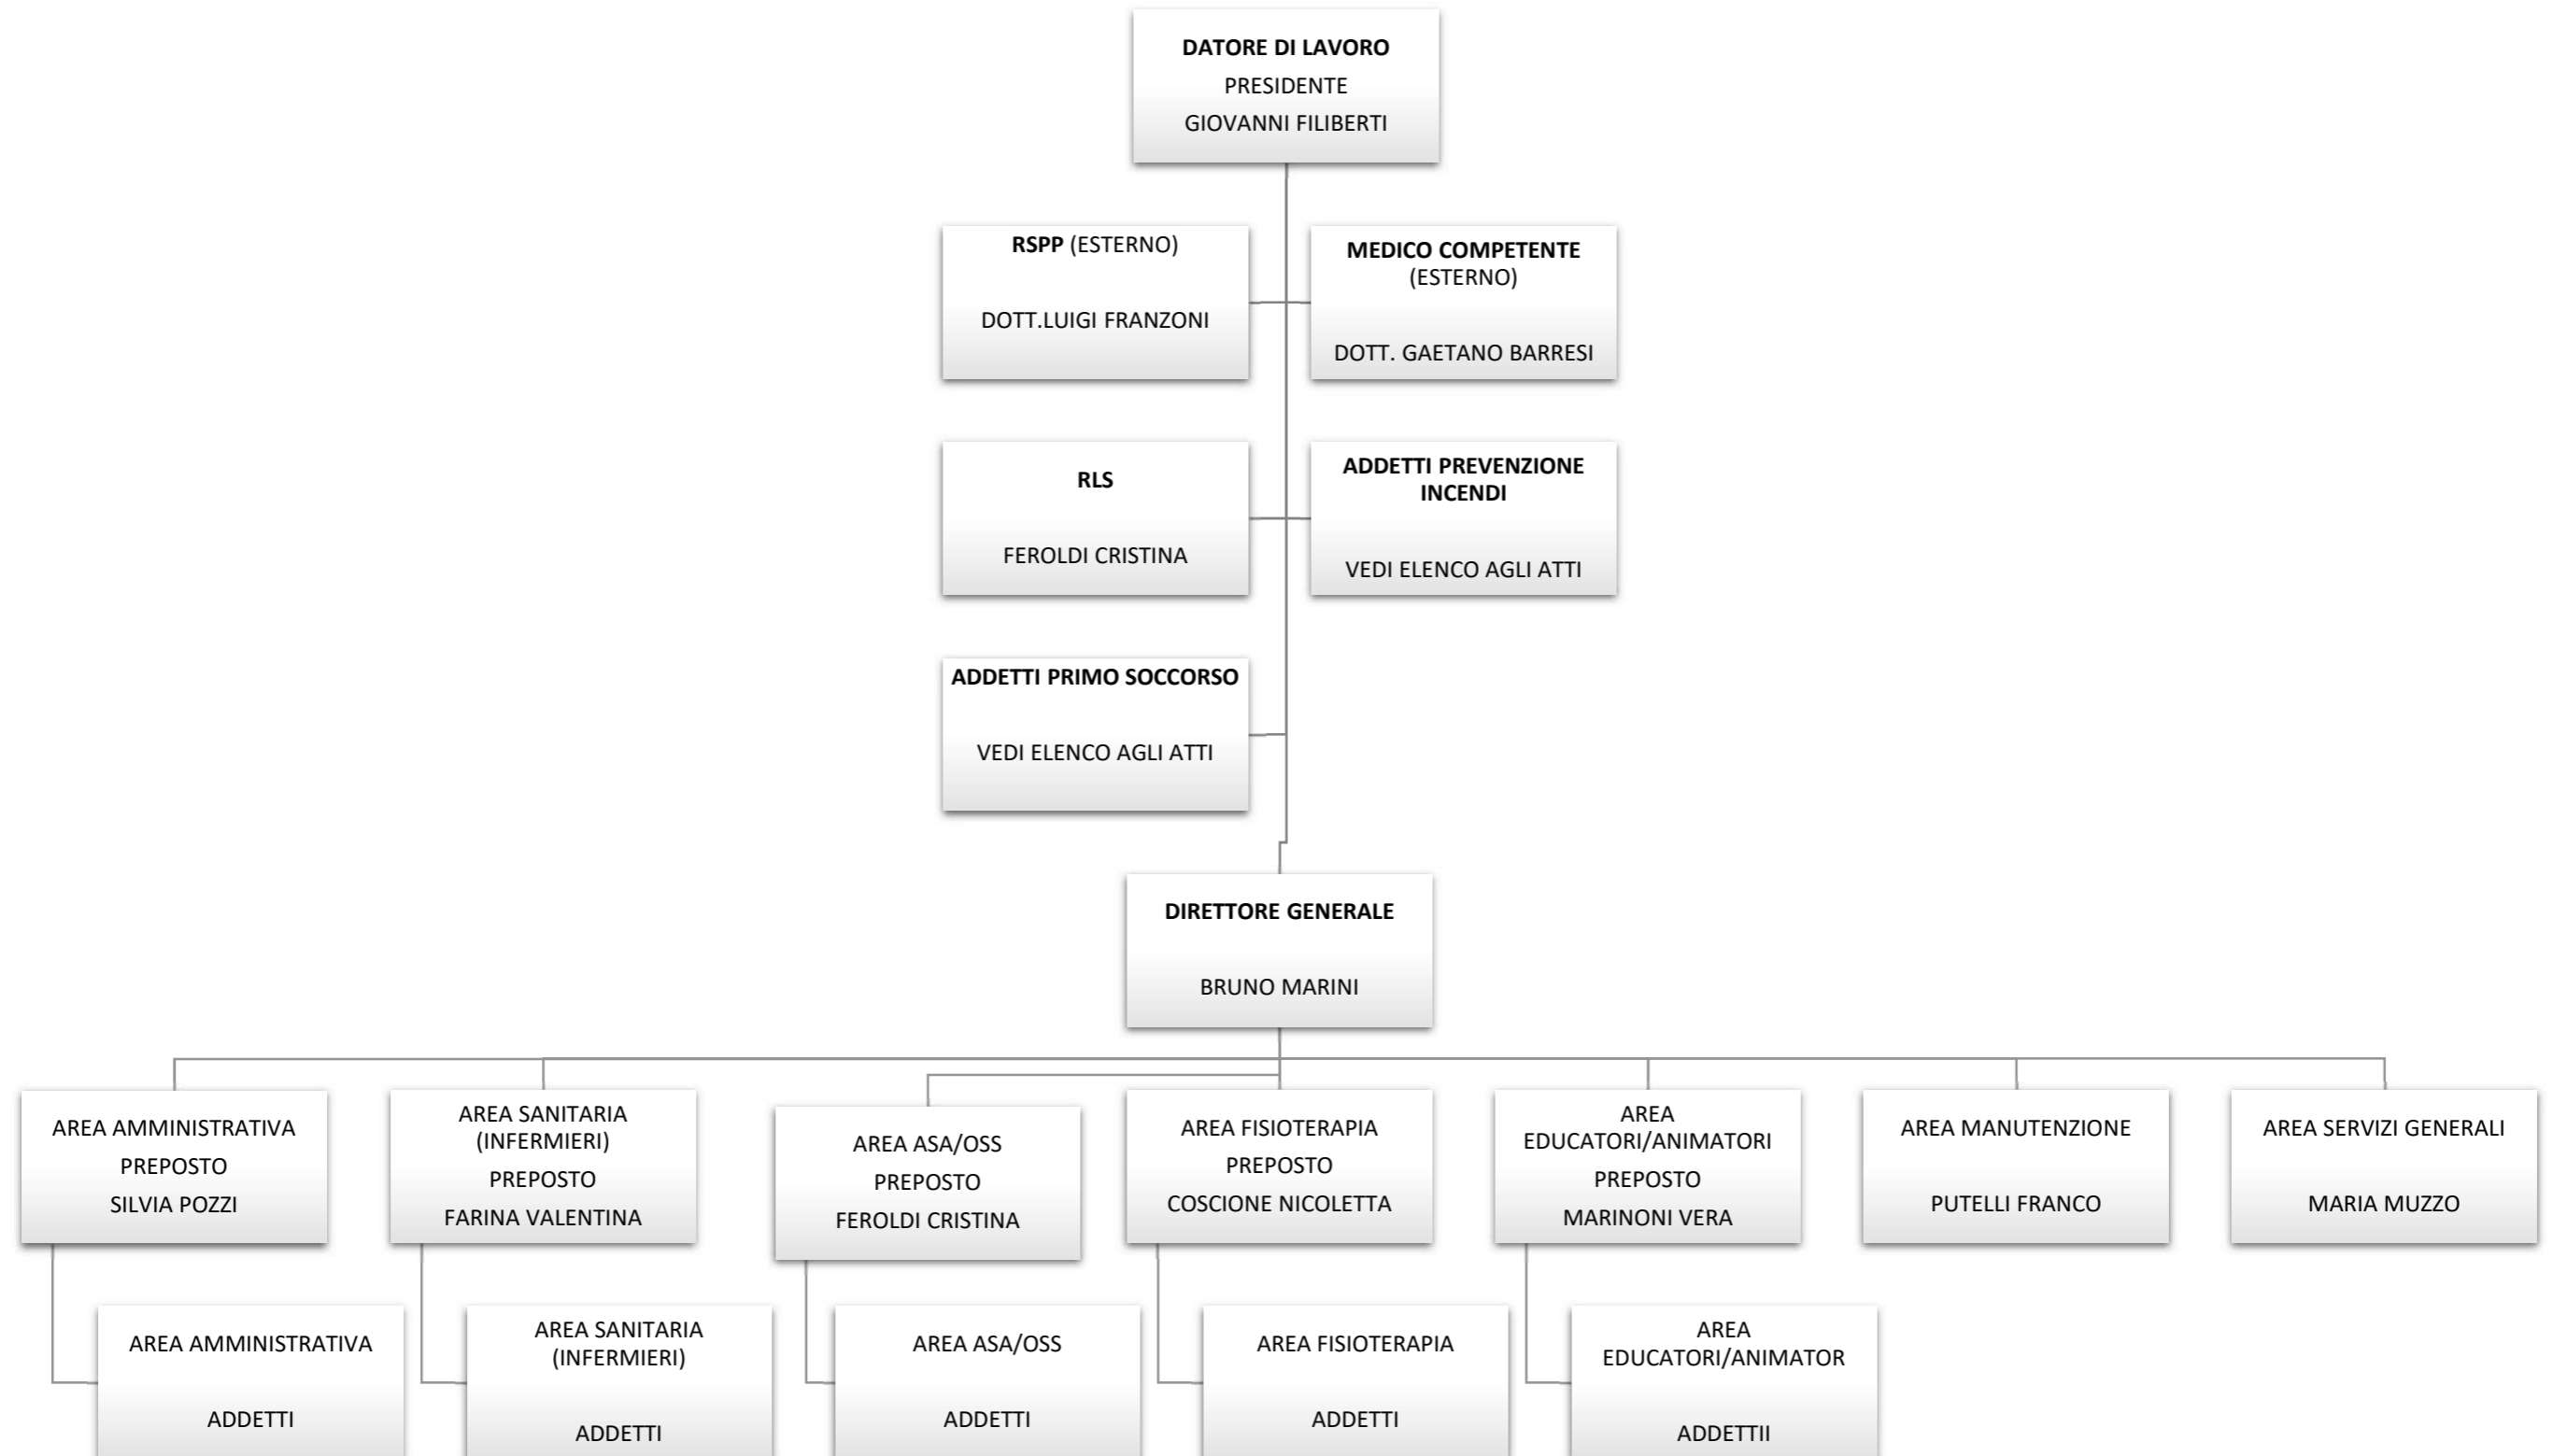 DATORE DI LAVORO
PRESIDENTE
GIOVANNI FILIBERTI
RSPP (ESTERNO)
DOTT.LUIGI FRANZONI
MEDICO COMPETENTE
(ESTERNO)
DOTT. GAETANO BARRESI
RLS
FEROLDI CRISTINA
ADDETTI PREVENZIONE
INCENDI
VEDI ELENCO AGLI ATTI
ADDETTI PRIMO SOCCORSO
VEDI ELENCO AGLI ATTI
DIRETTORE GENERALE
BRUNO MARINI
AREA AMMINISTRATIVA
PREPOSTO
SILVIA POZZI
AREA SANITARIA
(INFERMIERI)
PREPOSTO
FARINA VALENTINA
AREA ASA/OSS
PREPOSTO
FEROLDI CRISTINA
AREA FISIOTERAPIA
PREPOSTO
COSCIONE NICOLETTA
AREA
EDUCATORI/ANIMATORI
PREPOSTO
MARINONI VERA
AREA MANUTENZIONE
PUTELLI FRANCO
AREA SERVIZI GENERALI
MARIA MUZZO
AREA AMMINISTRATIVA
ADDETTI
AREA SANITARIA
(INFERMIERI)
ADDETTI
AREA ASA/OSS
ADDETTI
AREA FISIOTERAPIA
ADDETTI
AREA
EDUCATORI/ANIMATOR
ADDETTII